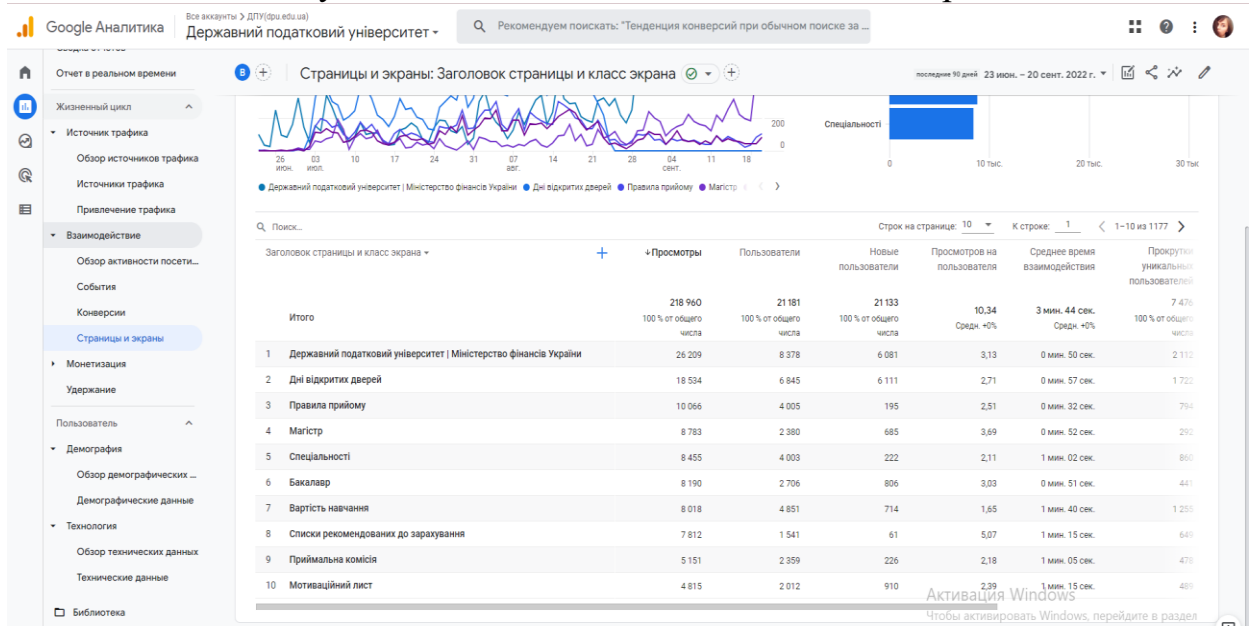 Google Аналитика
Все аккаунты > ДПУ(dpu.edu.ua)
Державний податковий університет
Рекомендуем поискать: "Тенденция конверсий при обычном поиске за ...
Отчет в реальном времени
Жизненный цикл
Источник трафика
Обзор источников трафика
Источники трафика
Привлечение трафика
Взаимодействие
Обзор активности посети...
События
Конверсии
Страницы и экраны
Монетизация
Удержание
Пользователь
Демография
Обзор демографических ...
Демографические данные
Технология
Обзор технических данных
Технические данные
Библиотека
В
Страницы и экраны: Заголовок страницы и класс экрана
последние 90 дней 23 июн. – 20 сент. 2022 г.
200
0
26 03 10 17 24 31 07 14 21 28 04 11 18
июн. июл. авг. сент.
Державний податковий університет | Міністерство фінансів України Дні відкритих дверей Правила прийому Магістр
Спеціальності
0 10 тыс. 20 тыс. 30 тыс
Поиск...
Строк на странице: 10 К строке: 1 1–10 из 1177
Заголовок страницы и класс экрана + ↓Просмотры Пользователи Новые пользователи Просмотров на пользователя Среднее время взаимодействия Прокрутки уникальных пользователей
Итого 218 960 21 181 21 133 10,34 3 мин. 44 сек. 7 476
100 % от общего числа 100 % от общего числа 100 % от общего числа Средн. +0% Средн. +0% 100 % от общего числа
1 Державний податковий університет | Міністерство фінансів України 26 209 8 378 6 081 3,13 0 мин. 50 сек. 2 112
2 Дні відкритих дверей 18 534 6 845 6 111 2,71 0 мин. 57 сек. 1 722
3 Правила прийому 10 066 4 005 195 2,51 0 мин. 32 сек. 794
4 Магістр 8 783 2 380 685 3,69 0 мин. 52 сек. 292
5 Спеціальності 8 455 4 003 222 2,11 1 мин. 02 сек. 860
6 Бакалавр 8 190 2 706 806 3,03 0 мин. 51 сек. 441
7 Вартість навчання 8 018 4 851 714 1,65 1 мин. 40 сек. 1 255
8 Списки рекомендованих до зарахування 7 812 1 541 61 5,07 1 мин. 15 сек. 649
9 Приймальна комісія 5 151 2 359 226 2,18 1 мин. 05 сек. 478
10 Мотиваційний лист 4 815 2 012 910 2,39 1 мин. 15 сек. 489
Активация Windows
Чтобы активировать Windows, перейдите в раздел